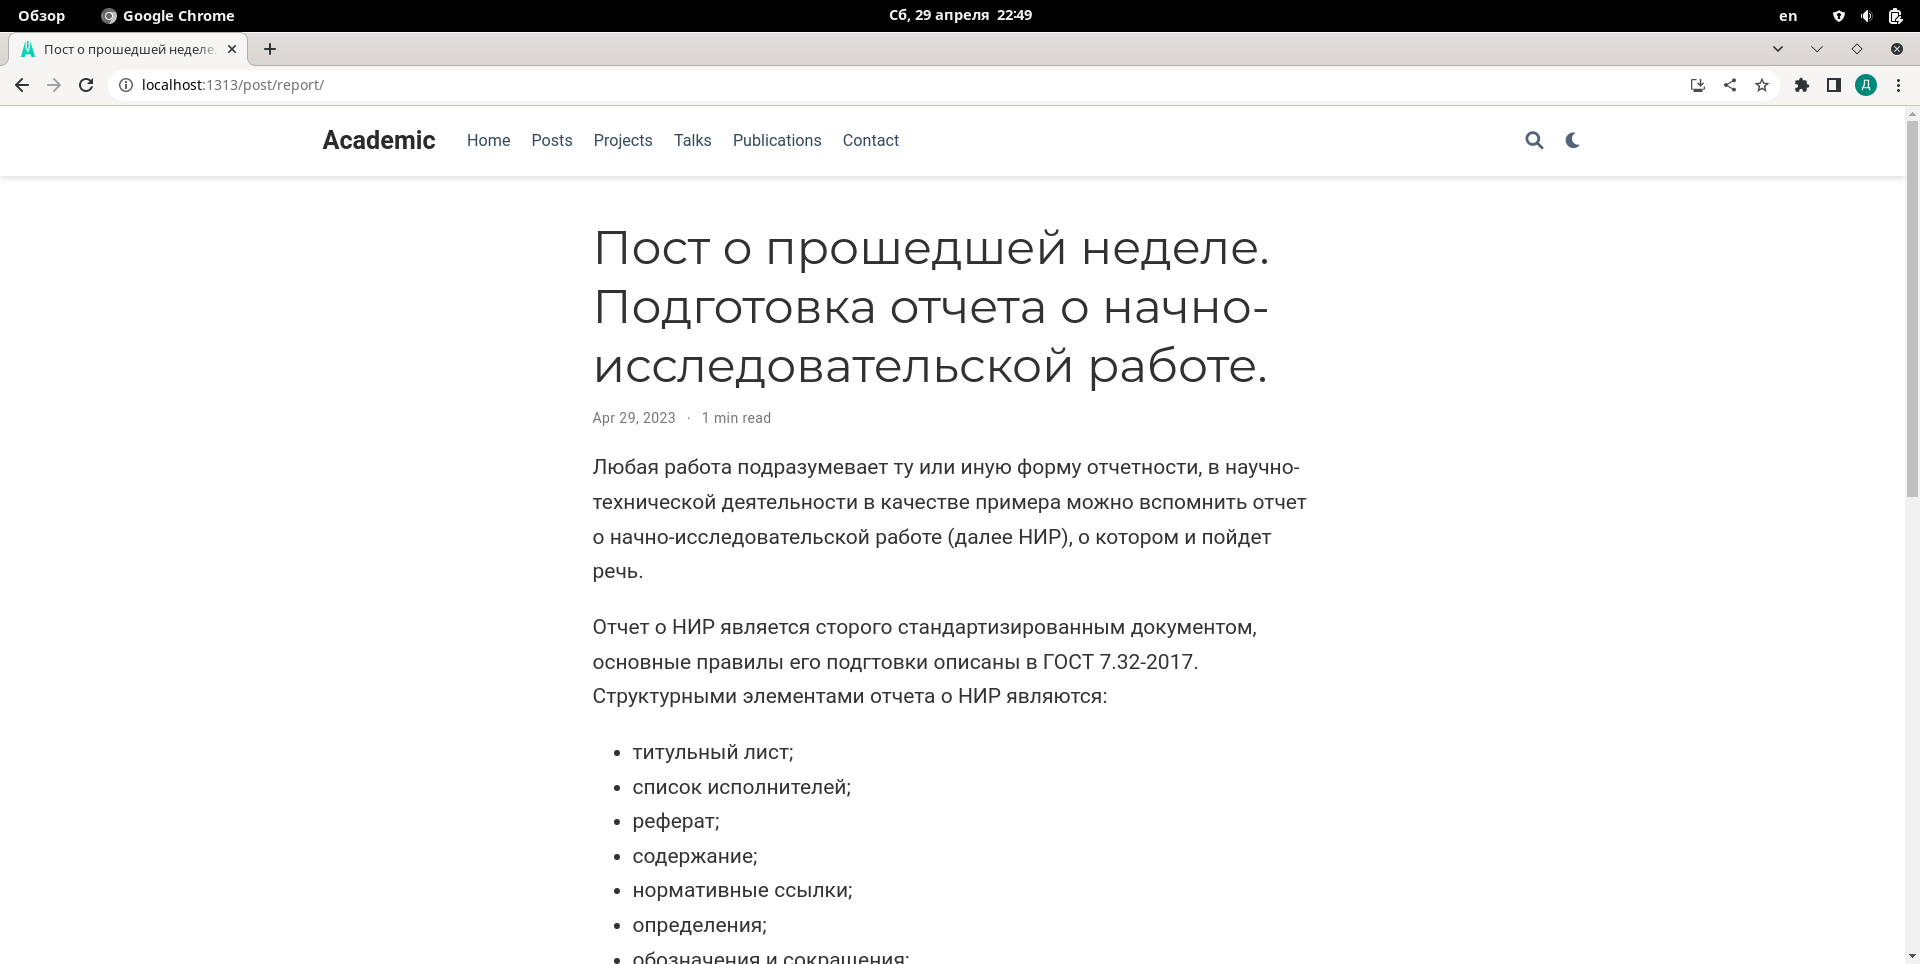 Обзор Google Chrome Сб, 29 апреля 22:49 en
Пост о прошедшей неделе.
localhost:1313/post/report/ Д
Academic Home Posts Projects Talks Publications Contact
Пост о прошедшей неделе.
Подготовка отчета о начно-
исследовательской работе.
Apr 29, 2023 · 1 min read
Любая работа подразумевает ту или иную форму отчетности, в научно-
технической деятельности в качестве примера можно вспомнить отчет
о начно-исследовательской работе (далее НИР), о котором и пойдет
речь.
Отчет о НИР является сторого стандартизированным документом,
основные правилы его подгтовки описаны в ГОСТ 7.32-2017.
Структурными элементами отчета о НИР являются:
• титульный лист;
• список исполнителей;
• реферат;
• содержание;
• нормативные ссылки;
• определения;
• обозначения и сокращения;